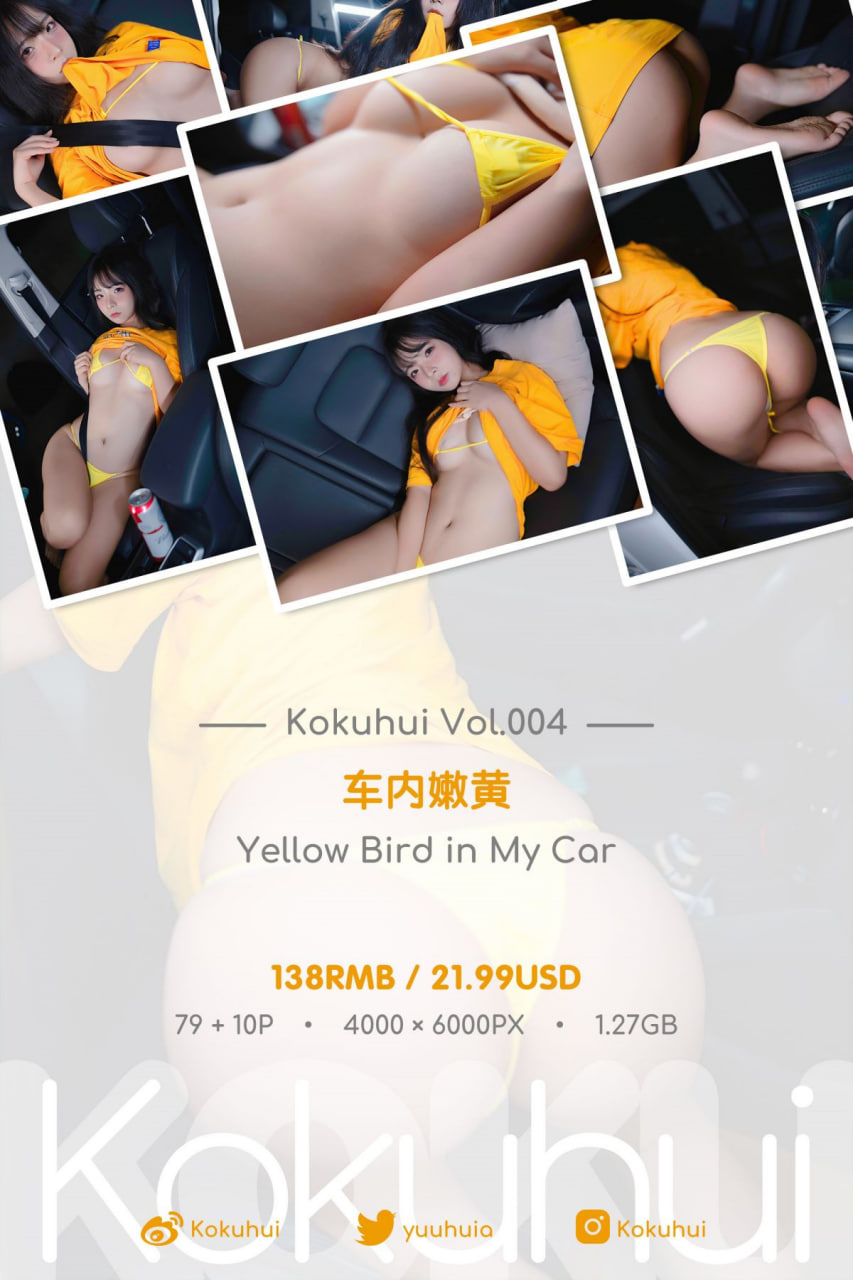 Kokuhui Vol.004
车内嫩黄
Yellow Bird in My Car
138RMB / 21.99USD
79 + 10P • 4000 × 6000PX • 1.27GB
Kokuhui
Kokuhui yuuhuia Kokuhui